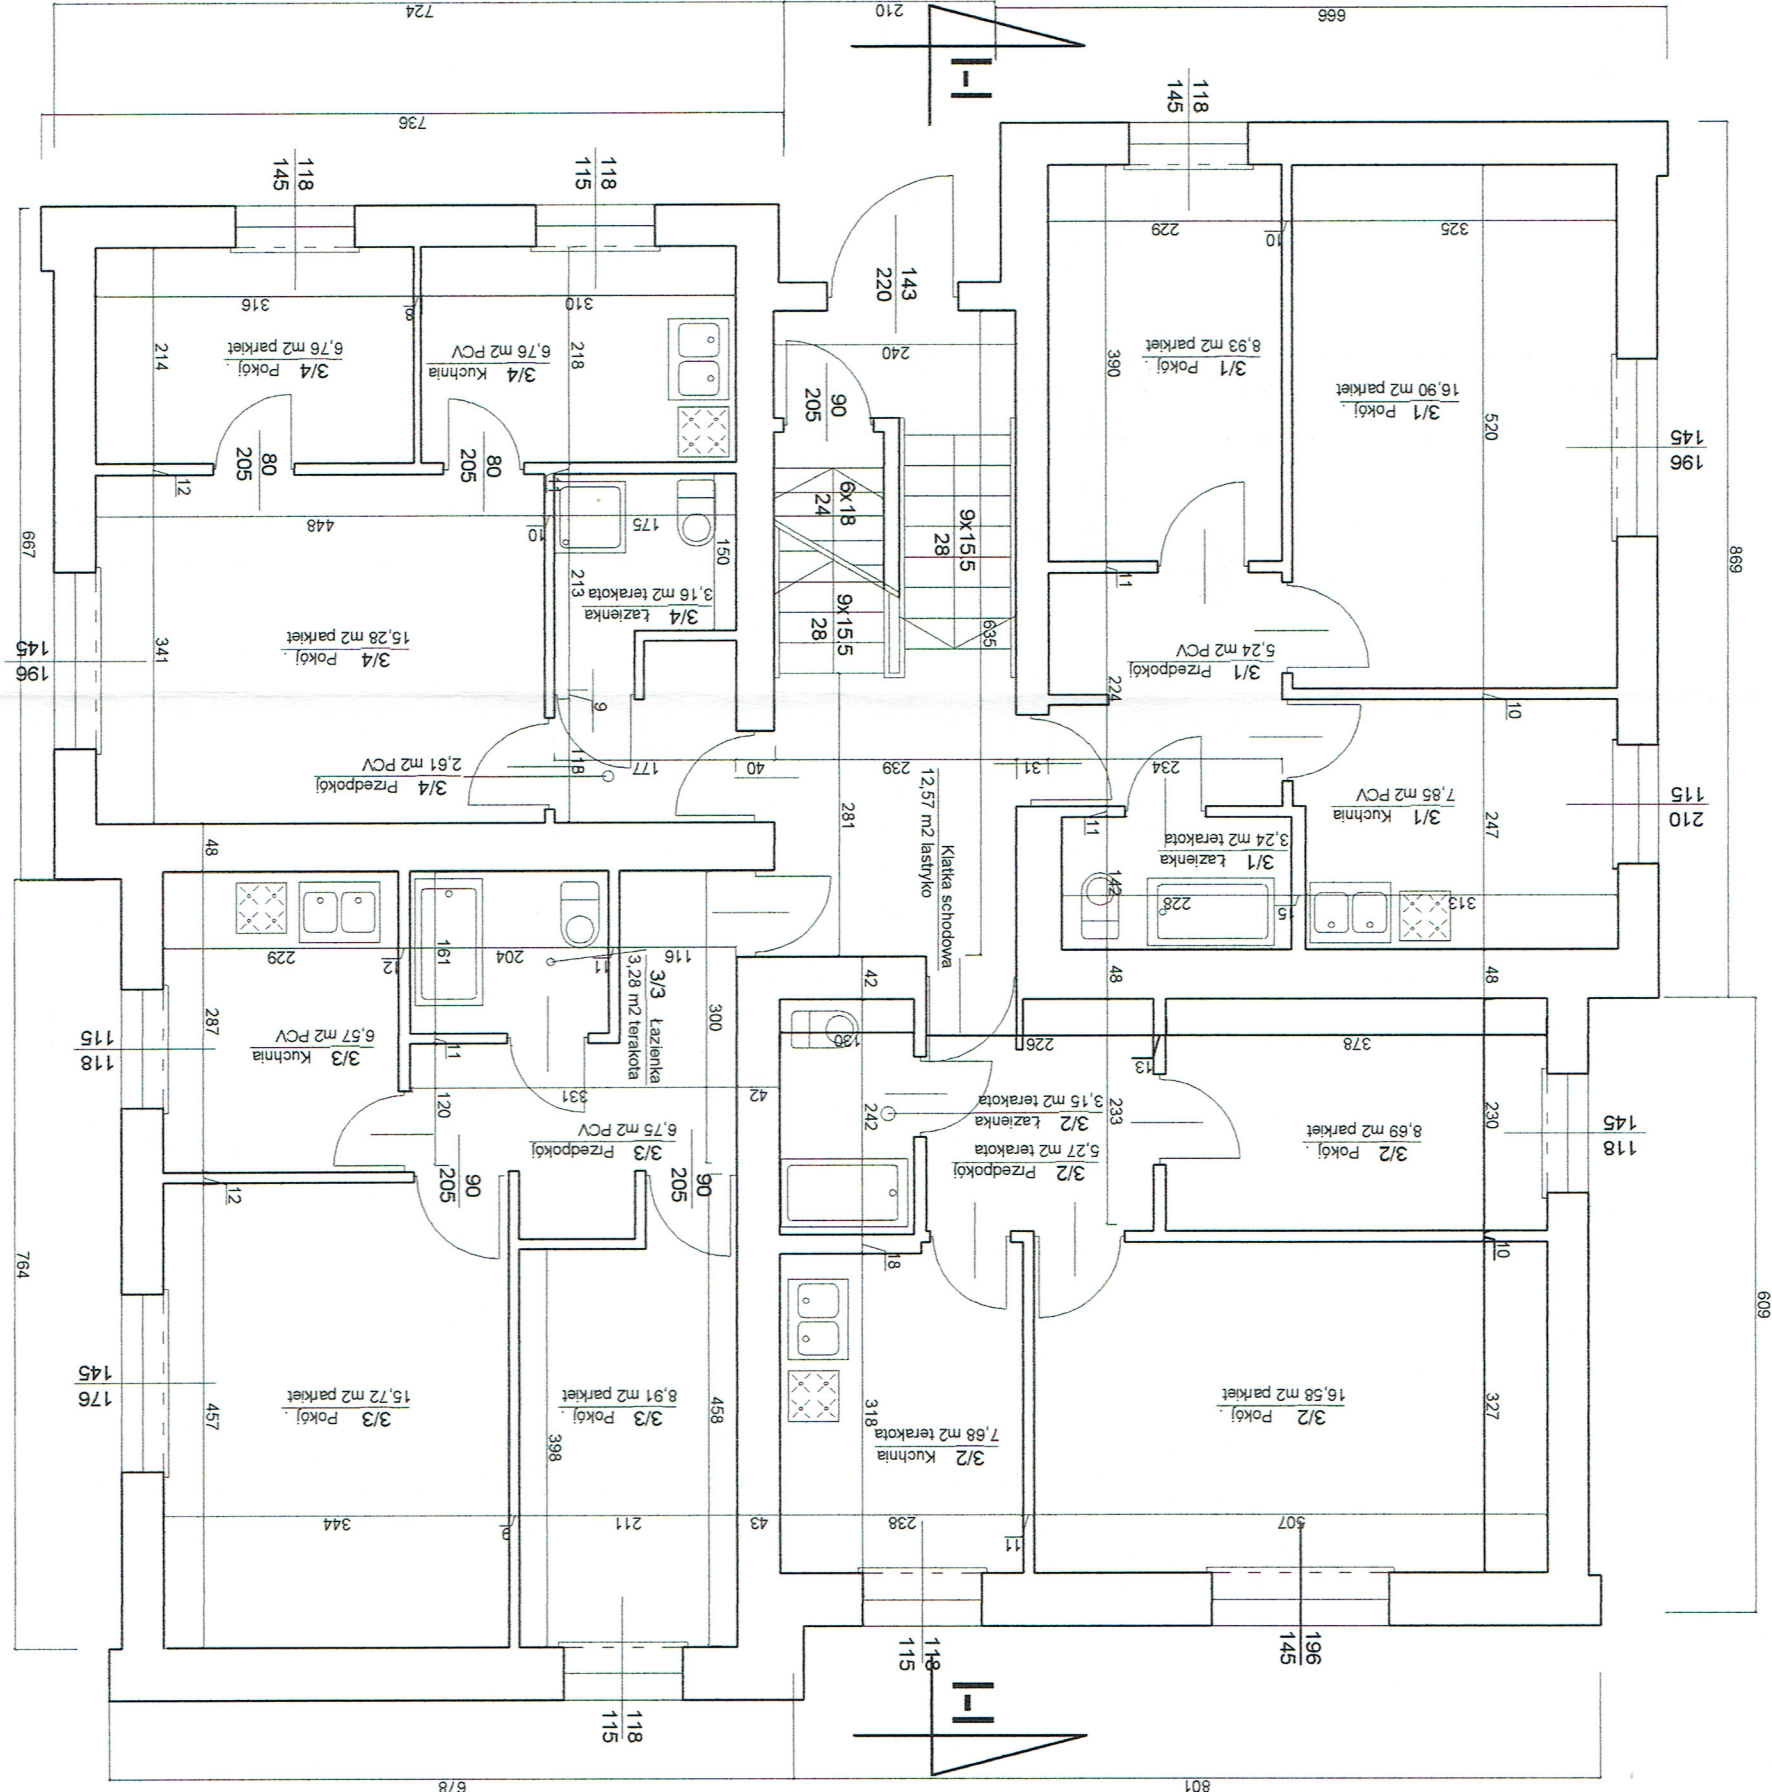 724
210
666
I-I
736
118
145
118
145
118
115
143
220
316
8
310
240
229
10
325
214
3/4 Pokój.
6,76 m2 parkiet
3/4 Kuchnia
6,76 m2 PCV
218
90
205
390
3/1 Pokój.
8,93 m2 parkiet
3/1 Pokój.
16,90 m2 parkiet
520
145
196
80
205
80
205
12
448
10
175
150
6x18
24
9x15,5
28
9x15,5
28
635
667
869
341
3/4 Pokój.
15,28 m2 parkiet
213
3/4 Łazienka
3,16 m2 terakota
11
3/1 Przedpokój
5,24 m2 PCV
224
10
145
196
9
118
3/4 Przedpokój
2,61 m2 PCV
177
40
239
31
234
281
Klatka schodowa
12,57 m2 lastryko
11
3/1 Łazienka
3,24 m2 terakota
3/1 Kuchnia
7,85 m2 PCV
247
115
210
48
142
228
15
313
229
12
161
204
11
116
42
48
48
287
3/3 Kuchnia
6,57 m2 PCV
115
118
3/3 Łazienka
3,28 m2 terakota
300
11
120
331
42
130
226
13
378
242
3/2 Łazienka
3,15 m2 terakota
3/2 Przedpokój
5,27 m2 terakota
233
3/2 Pokój.
8,69 m2 parkiet
230
145
118
3/3 Przedpokój
6,75 m2 PCV
90
205
90
205
12
18
10
764
609
145
176
457
3/3 Pokój.
15,72 m2 parkiet
398
3/3 Pokój.
8,91 m2 parkiet
458
318
3/2 Kuchnia
7,68 m2 terakota
3/2 Pokój.
16,58 m2 parkiet
327
344
9
211
43
238
11
507
118
115
118
115
196
145
I-I
678
801